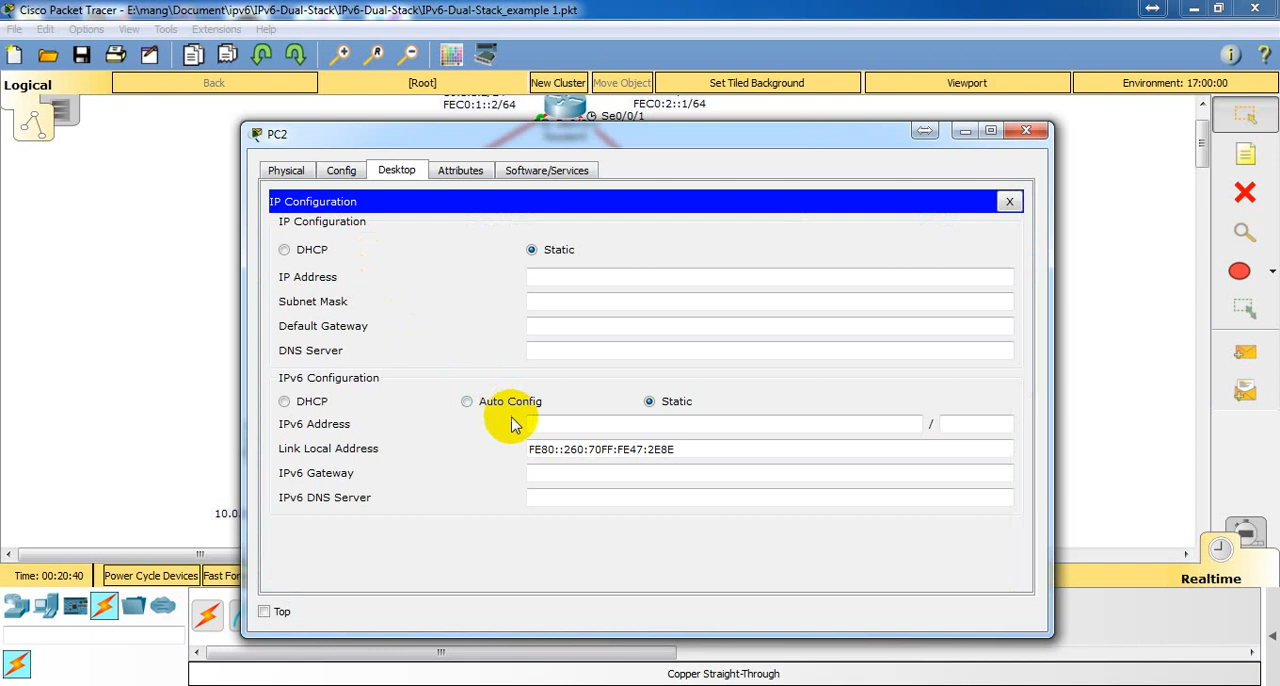 Cisco Packet Tracer - E:\mang\Document\ipv6\IPv6-Dual-Stack\IPv6-Dual-Stack_example 1.pkt
File Edit Options View Tools Extensions Help
Logical Back [Root] New Cluster Move Object Set Tiled Background Viewport Environment: 17:00:00
FEC0:1::2/64 FEC0:2::1/64
Se0/0/1
PC2
Physical Config Desktop Attributes Software/Services
IP Configuration X
IP Configuration
DHCP Static
IP Address
Subnet Mask
Default Gateway
DNS Server
IPv6 Configuration
DHCP Auto Config Static
IPv6 Address /
Link Local Address FE80::260:70FF:FE47:2E8E
IPv6 Gateway
IPv6 DNS Server
10.0.
Top
Time: 00:20:40 Power Cycle Devices Fast For
Realtime
Copper Straight-Through